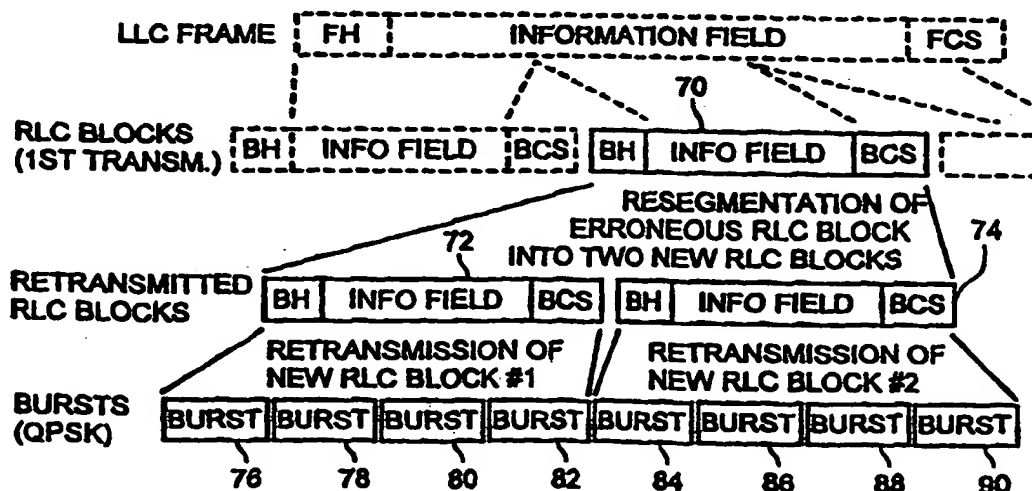 LLC FRAME FH INFORMATION FIELD FCS
70
RLC BLOCKS
(1ST TRANSM.) BH INFO FIELD BCS BH INFO FIELD BCS
RESEGMENTATION OF
ERRONEOUS RLC BLOCK
INTO TWO NEW RLC BLOCKS
72 74
RETRANSMITTED
RLC BLOCKS BH INFO FIELD BCS BH INFO FIELD BCS
RETRANSMISSION OF
NEW RLC BLOCK #1
RETRANSMISSION OF
NEW RLC BLOCK #2
BURSTS
(QPSK) BURST BURST BURST BURST BURST BURST BURST BURST
76 78 80 82 84 86 88 90